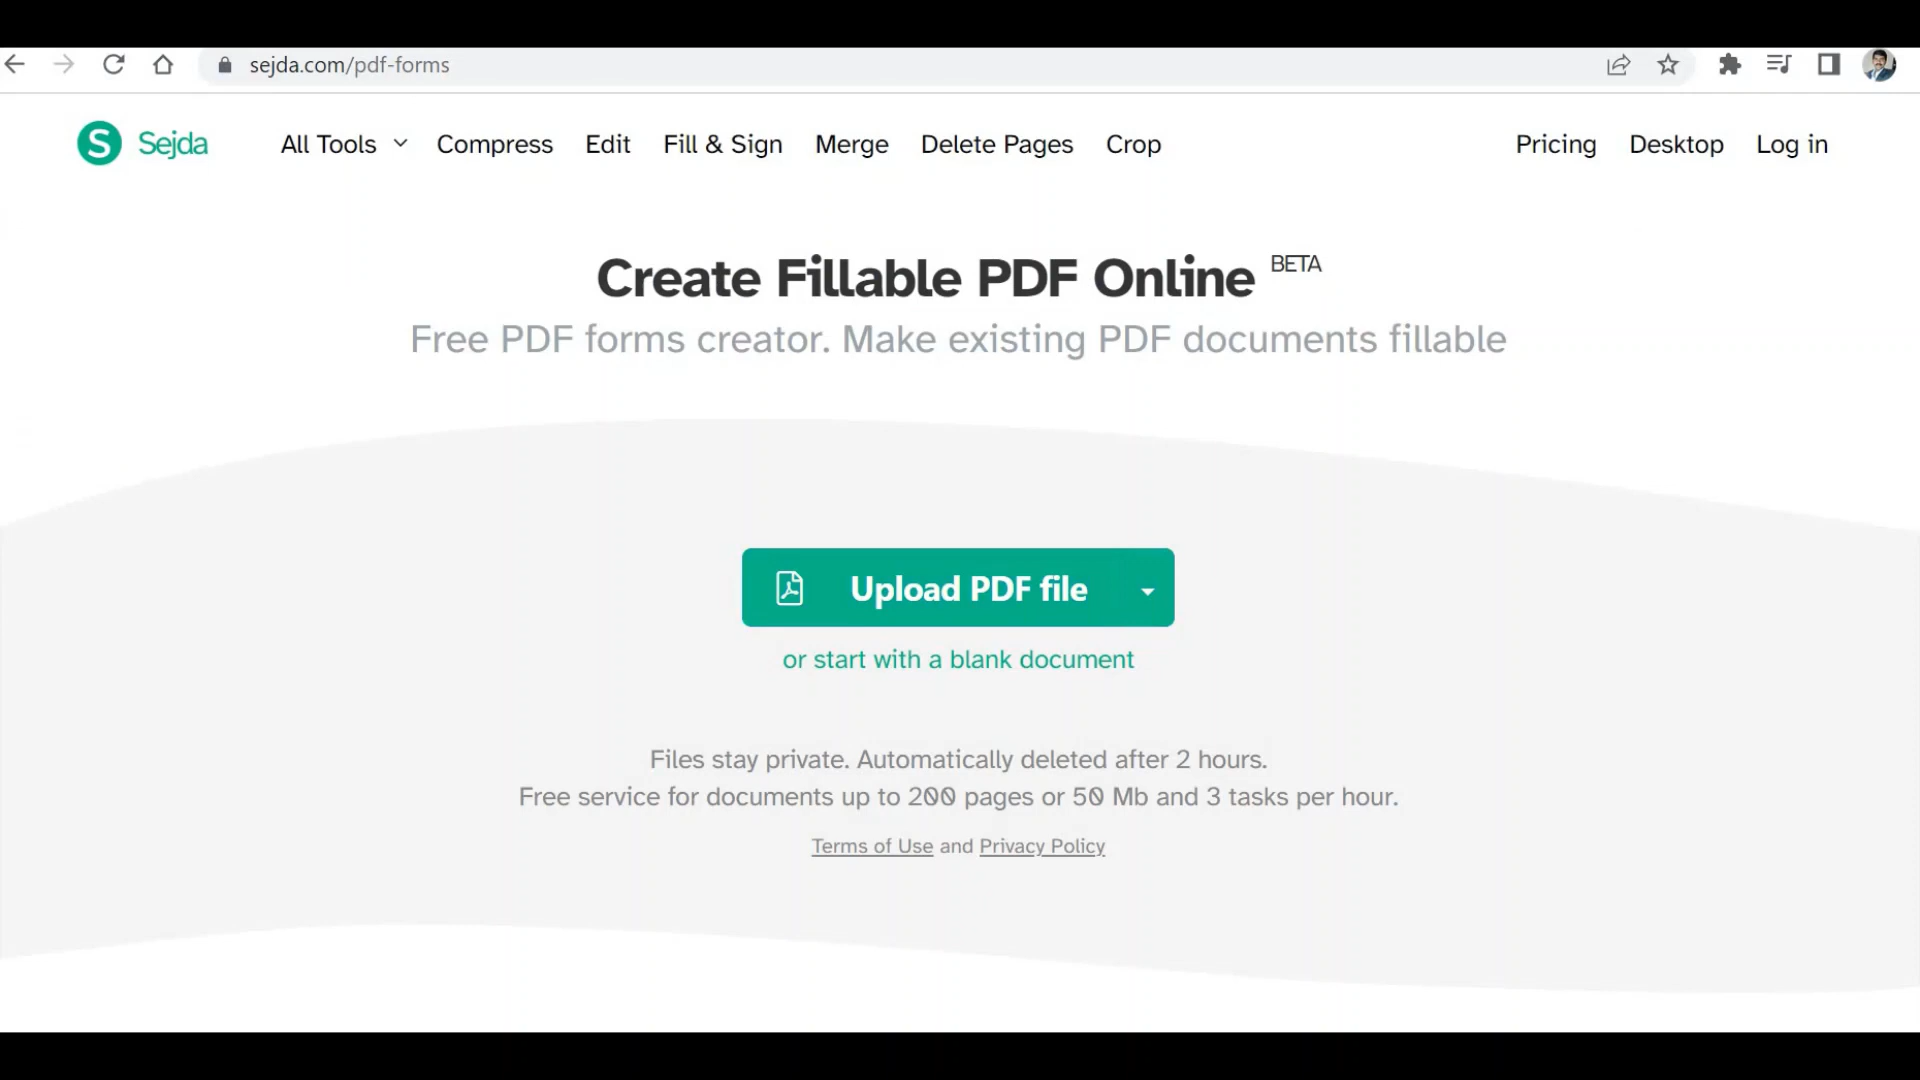 sejda.com/pdf-forms
S Sejda All Tools Compress Edit Fill & Sign Merge Delete Pages Crop Pricing Desktop Log in
Create Fillable PDF Online BETA
Free PDF forms creator. Make existing PDF documents fillable
Upload PDF file
or start with a blank document
Files stay private. Automatically deleted after 2 hours.
Free service for documents up to 200 pages or 50 Mb and 3 tasks per hour.
Terms of Use and Privacy Policy